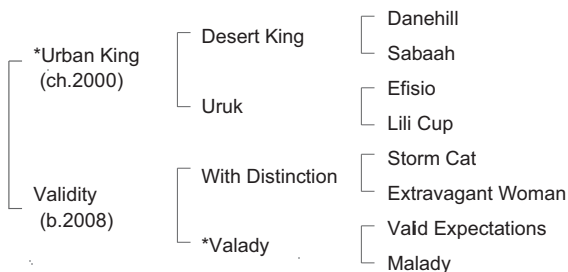 Danehill
Desert King
Sabaah
*Urban King
(ch.2000)
Efisio
Uruk
Lili Cup
Storm Cat
With Distinction
Extravagant Woman
Validity
(b.2008)
Valid Expectations
*Valady
Malady